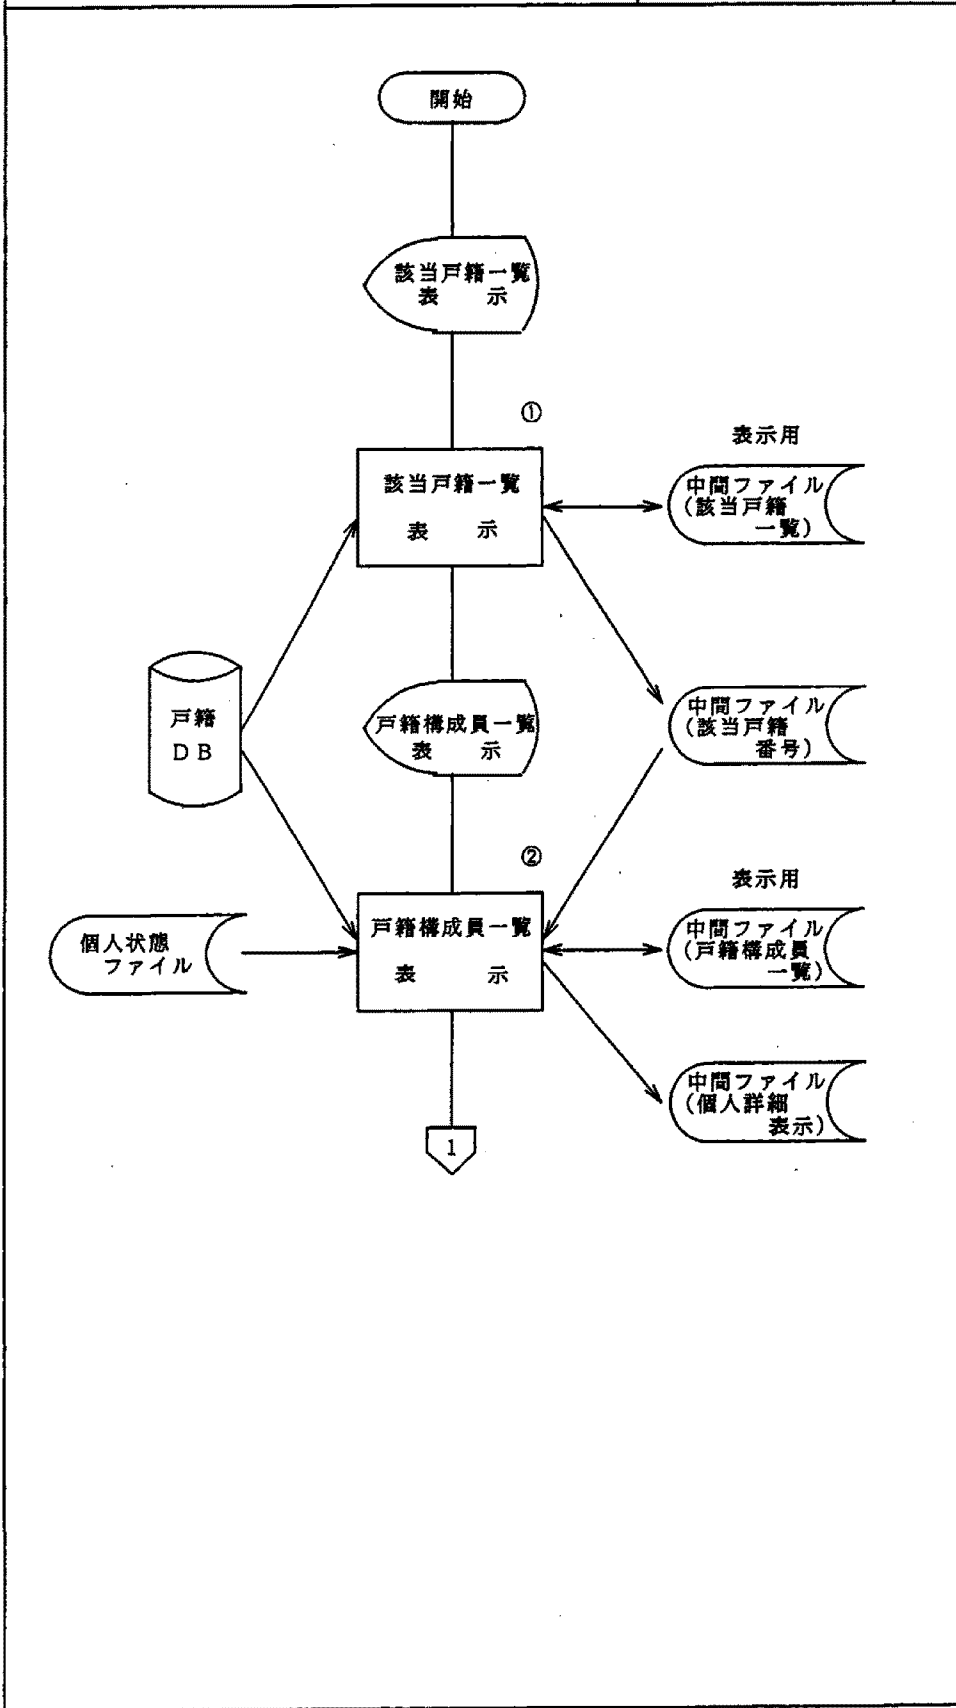 開始
該当戸籍一覧
表 示
①
該当戸籍一覧
表 示
表示用
中間ファイル
(該当戸籍
一覧)
戸籍
DB
戸籍構成員一覧
表 示
中間ファイル
(該当戸籍
番号)
②
戸籍構成員一覧
表 示
表示用
中間ファイル
(戸籍構成員
一覧)
個人状態
ファイル
中間ファイル
(個人詳細
表示)
1